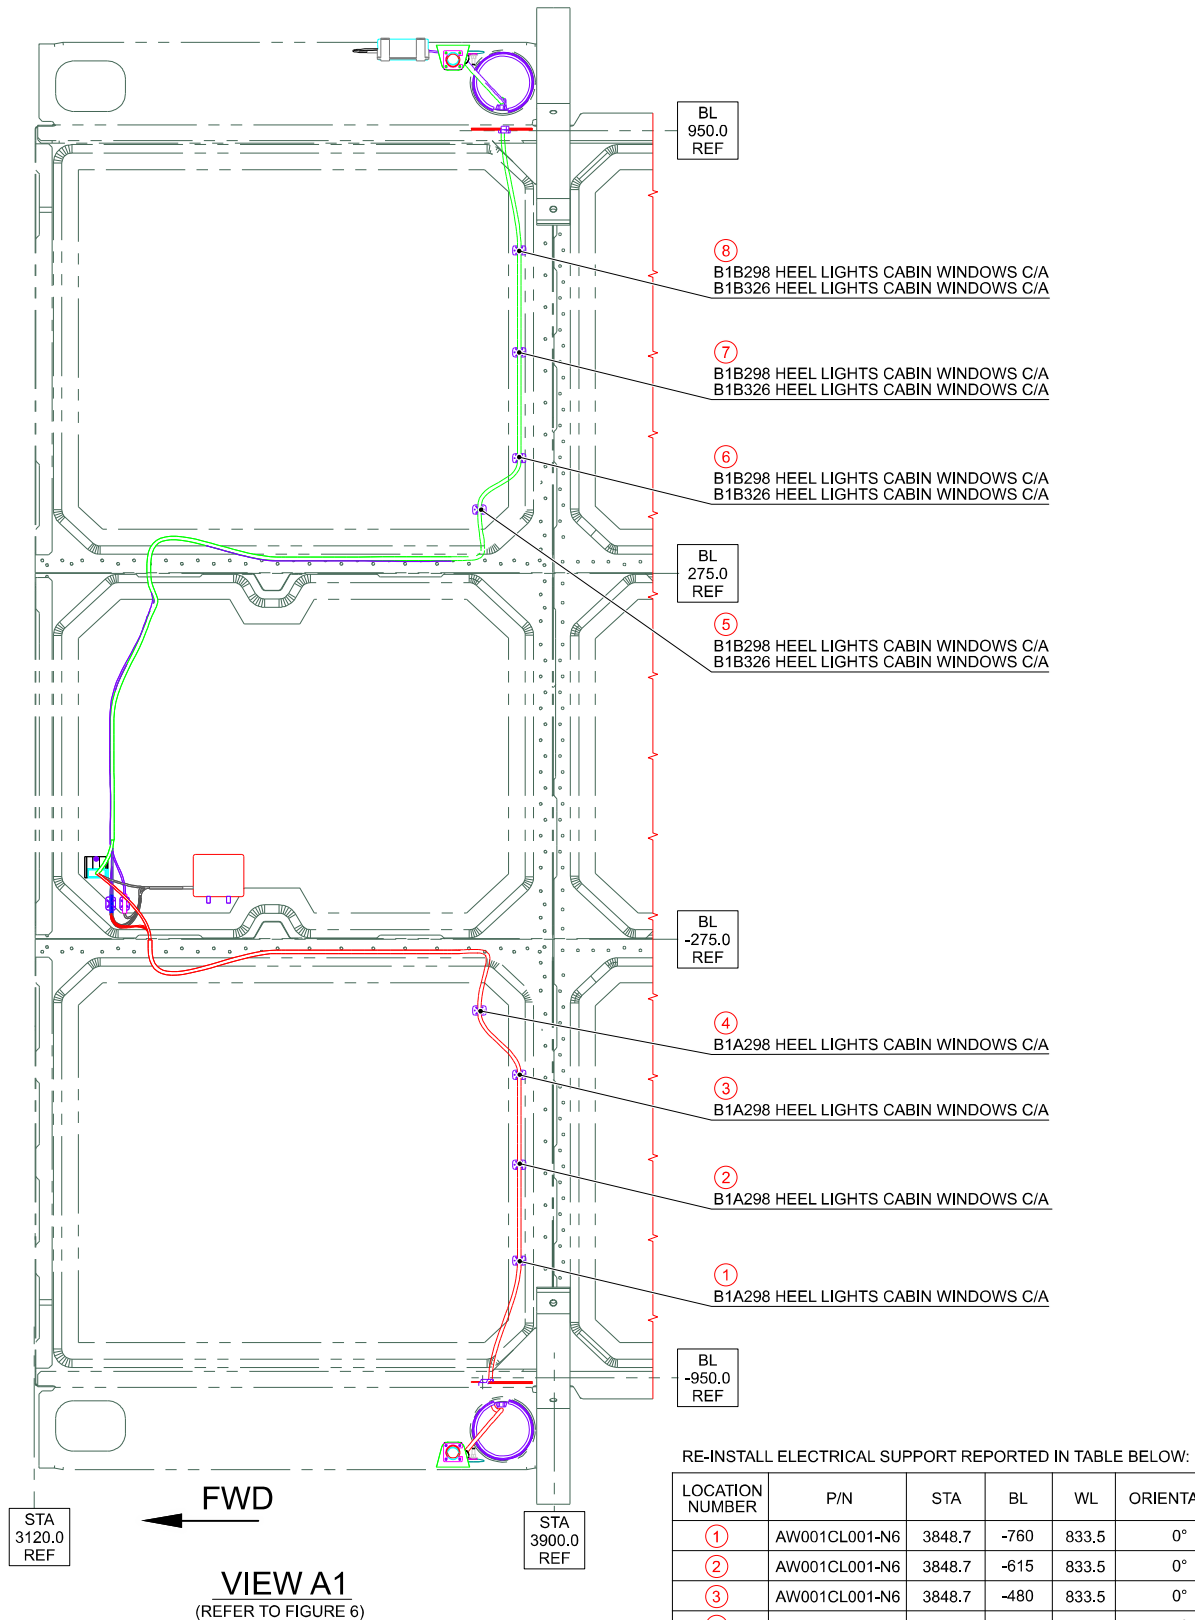 BL
950.0
REF
8
B1B298 HEEL LIGHTS CABIN WINDOWS C/A
B1B326 HEEL LIGHTS CABIN WINDOWS C/A
7
B1B298 HEEL LIGHTS CABIN WINDOWS C/A
B1B326 HEEL LIGHTS CABIN WINDOWS C/A
6
B1B298 HEEL LIGHTS CABIN WINDOWS C/A
B1B326 HEEL LIGHTS CABIN WINDOWS C/A
BL
275.0
REF
5
B1B298 HEEL LIGHTS CABIN WINDOWS C/A
B1B326 HEEL LIGHTS CABIN WINDOWS C/A
BL
-275.0
REF
4
B1A298 HEEL LIGHTS CABIN WINDOWS C/A
3
B1A298 HEEL LIGHTS CABIN WINDOWS C/A
2
B1A298 HEEL LIGHTS CABIN WINDOWS C/A
1
B1A298 HEEL LIGHTS CABIN WINDOWS C/A
BL
-950.0
REF
STA
3120.0
REF
FWD
STA
3900.0
REF
VIEW A1
(REFER TO FIGURE 6)
RE-INSTALL ELECTRICAL SUPPORT REPORTED IN TABLE BELOW:
LOCATION NUMBER P/N STA BL WL ORIENTA
1 AW001CL001-N6 3848.7 -760 833.5 0°
2 AW001CL001-N6 3848.7 -615 833.5 0°
3 AW001CL001-N6 3848.7 -480 833.5 0°